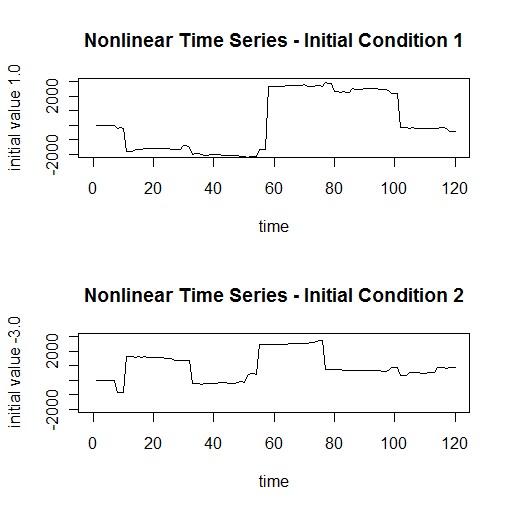 Nonlinear Time Series - Initial Condition 1
initial value 1.0
2000
-2000
0 20 40 60 80 100 120
time
Nonlinear Time Series - Initial Condition 2
initial value -3.0
2000
-2000
0 20 40 60 80 100 120
time